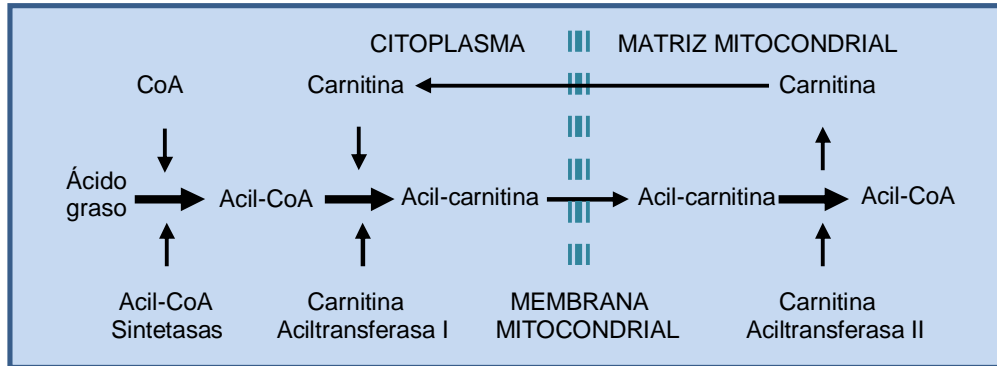 CITOPLASMA MATRIZ MITOCONDRIAL
CoA Carnitina Carnitina
Ácido
graso Acil-CoA Acil-carnitina Acil-carnitina Acil-CoA
Acil-CoA
Sintetasas
Carnitina
Aciltransferasa I
MEMBRANA
MITOCONDRIAL
Carnitina
Aciltransferasa II